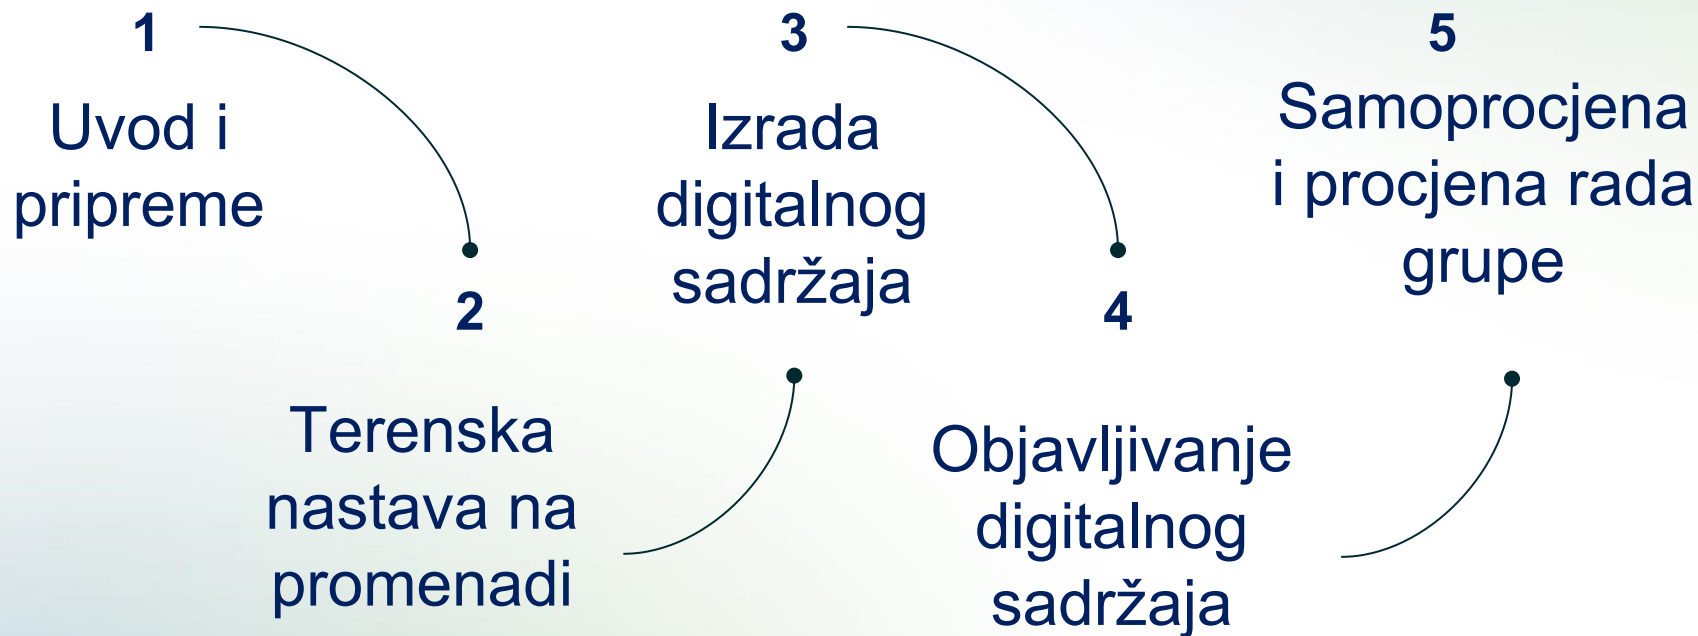 1
Uvod i
pripreme
2
Terenska
nastava na
promenadi
3
Izrada
digitalnog
sadržaja
4
Objavljivanje
digitalnog
sadržaja
5
Samoprocjena
i procjena rada
grupe